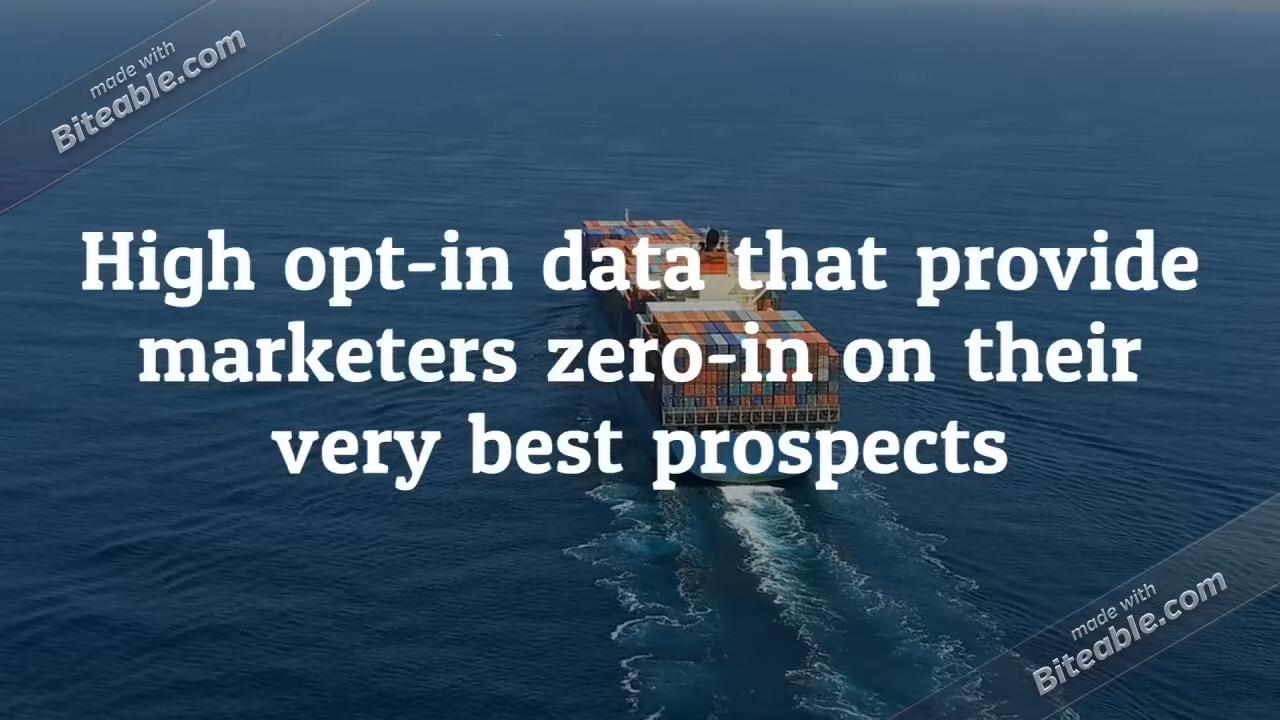 made with
Biteable.com
High opt-in data that provide
marketers zero-in on their
very best prospects
made with
Biteable.com